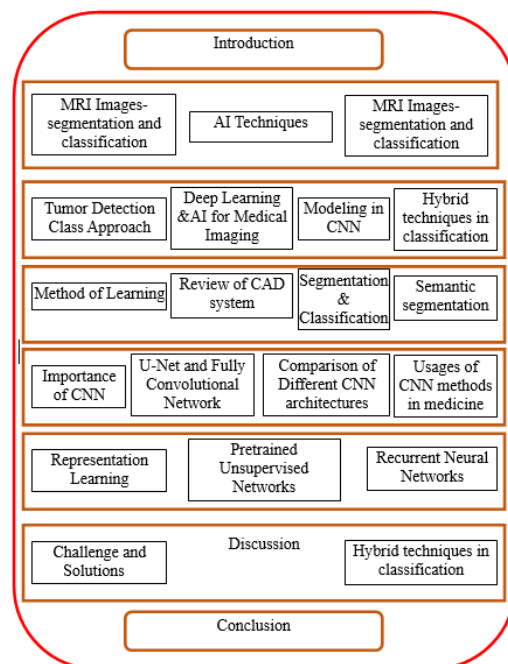 Introduction
MRI Images-
segmentation and
classification
AI Techniques
MRI Images-
segmentation and
classification
Tumor Detection
Class Approach
Deep Learning
&AI for Medical
Imaging
Modeling in
CNN
Hybrid
techniques in
classification
Method of Learning
Review of CAD
system
Segmentation
&
Classification
Semantic
segmentation
Importance
of CNN
U-Net and Fully
Convolutional
Network
Comparison of
Different CNN
architectures
Usages of
CNN methods
in medicine
Representation
Learning
Pretrained
Unsupervised
Networks
Recurrent Neural
Networks
Discussion
Challenge and
Solutions
Hybrid techniques in
classification
Conclusion